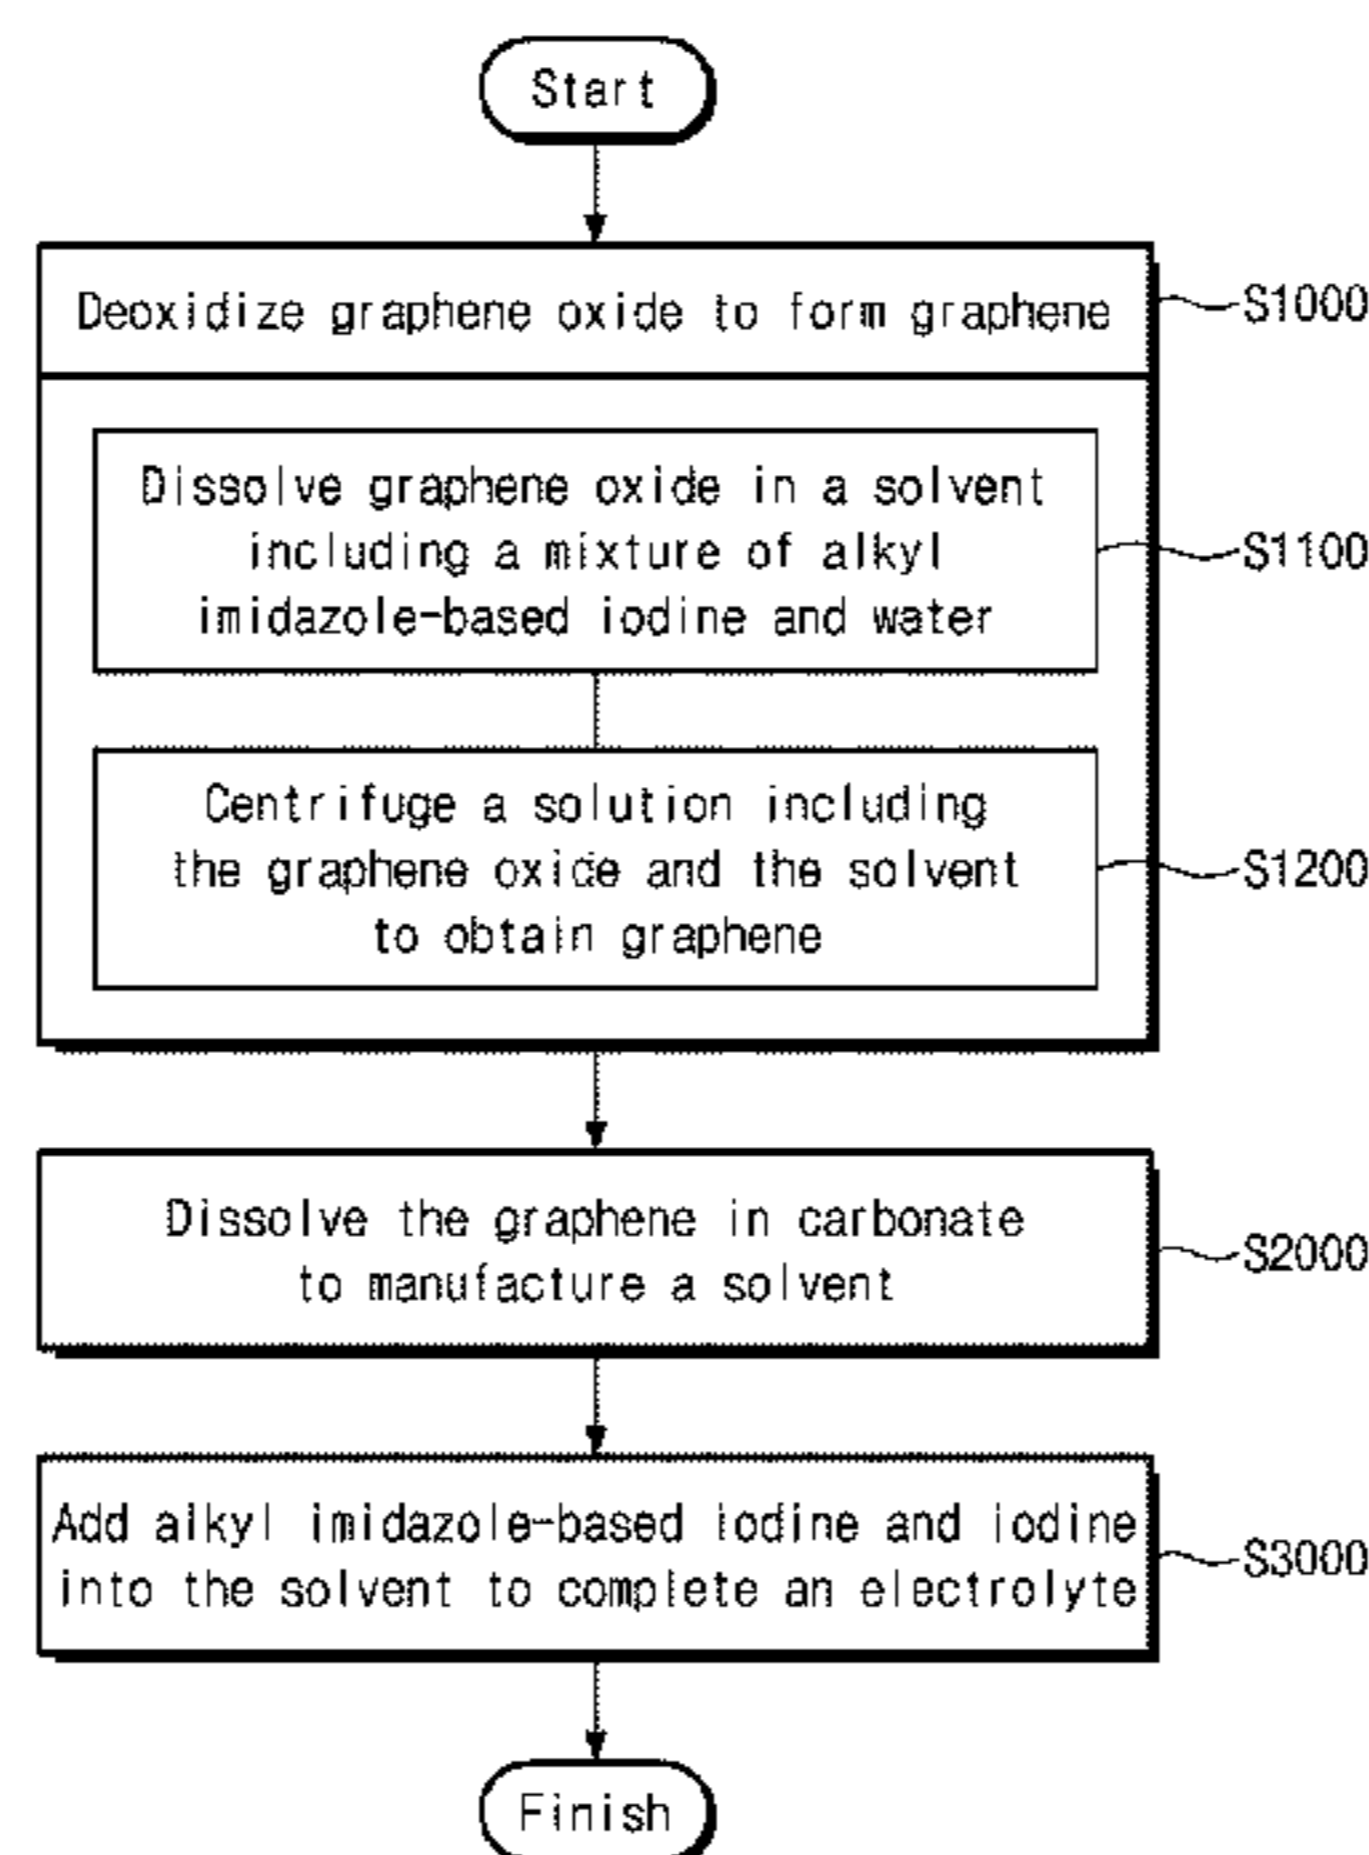 Start
Deoxidize graphene oxide to form graphene
S1000
Dissolve graphene oxide in a solvent
including a mixture of alkyl
imidazole-based iodine and water
S1100
Centrifuge a solution including
the graphene oxide and the solvent
to obtain graphene
S1200
Dissolve the graphene in carbonate
to manufacture a solvent
S2000
Add alkyl imidazole-based iodine and iodine
into the solvent to complete an electrolyte
S3000
Finish